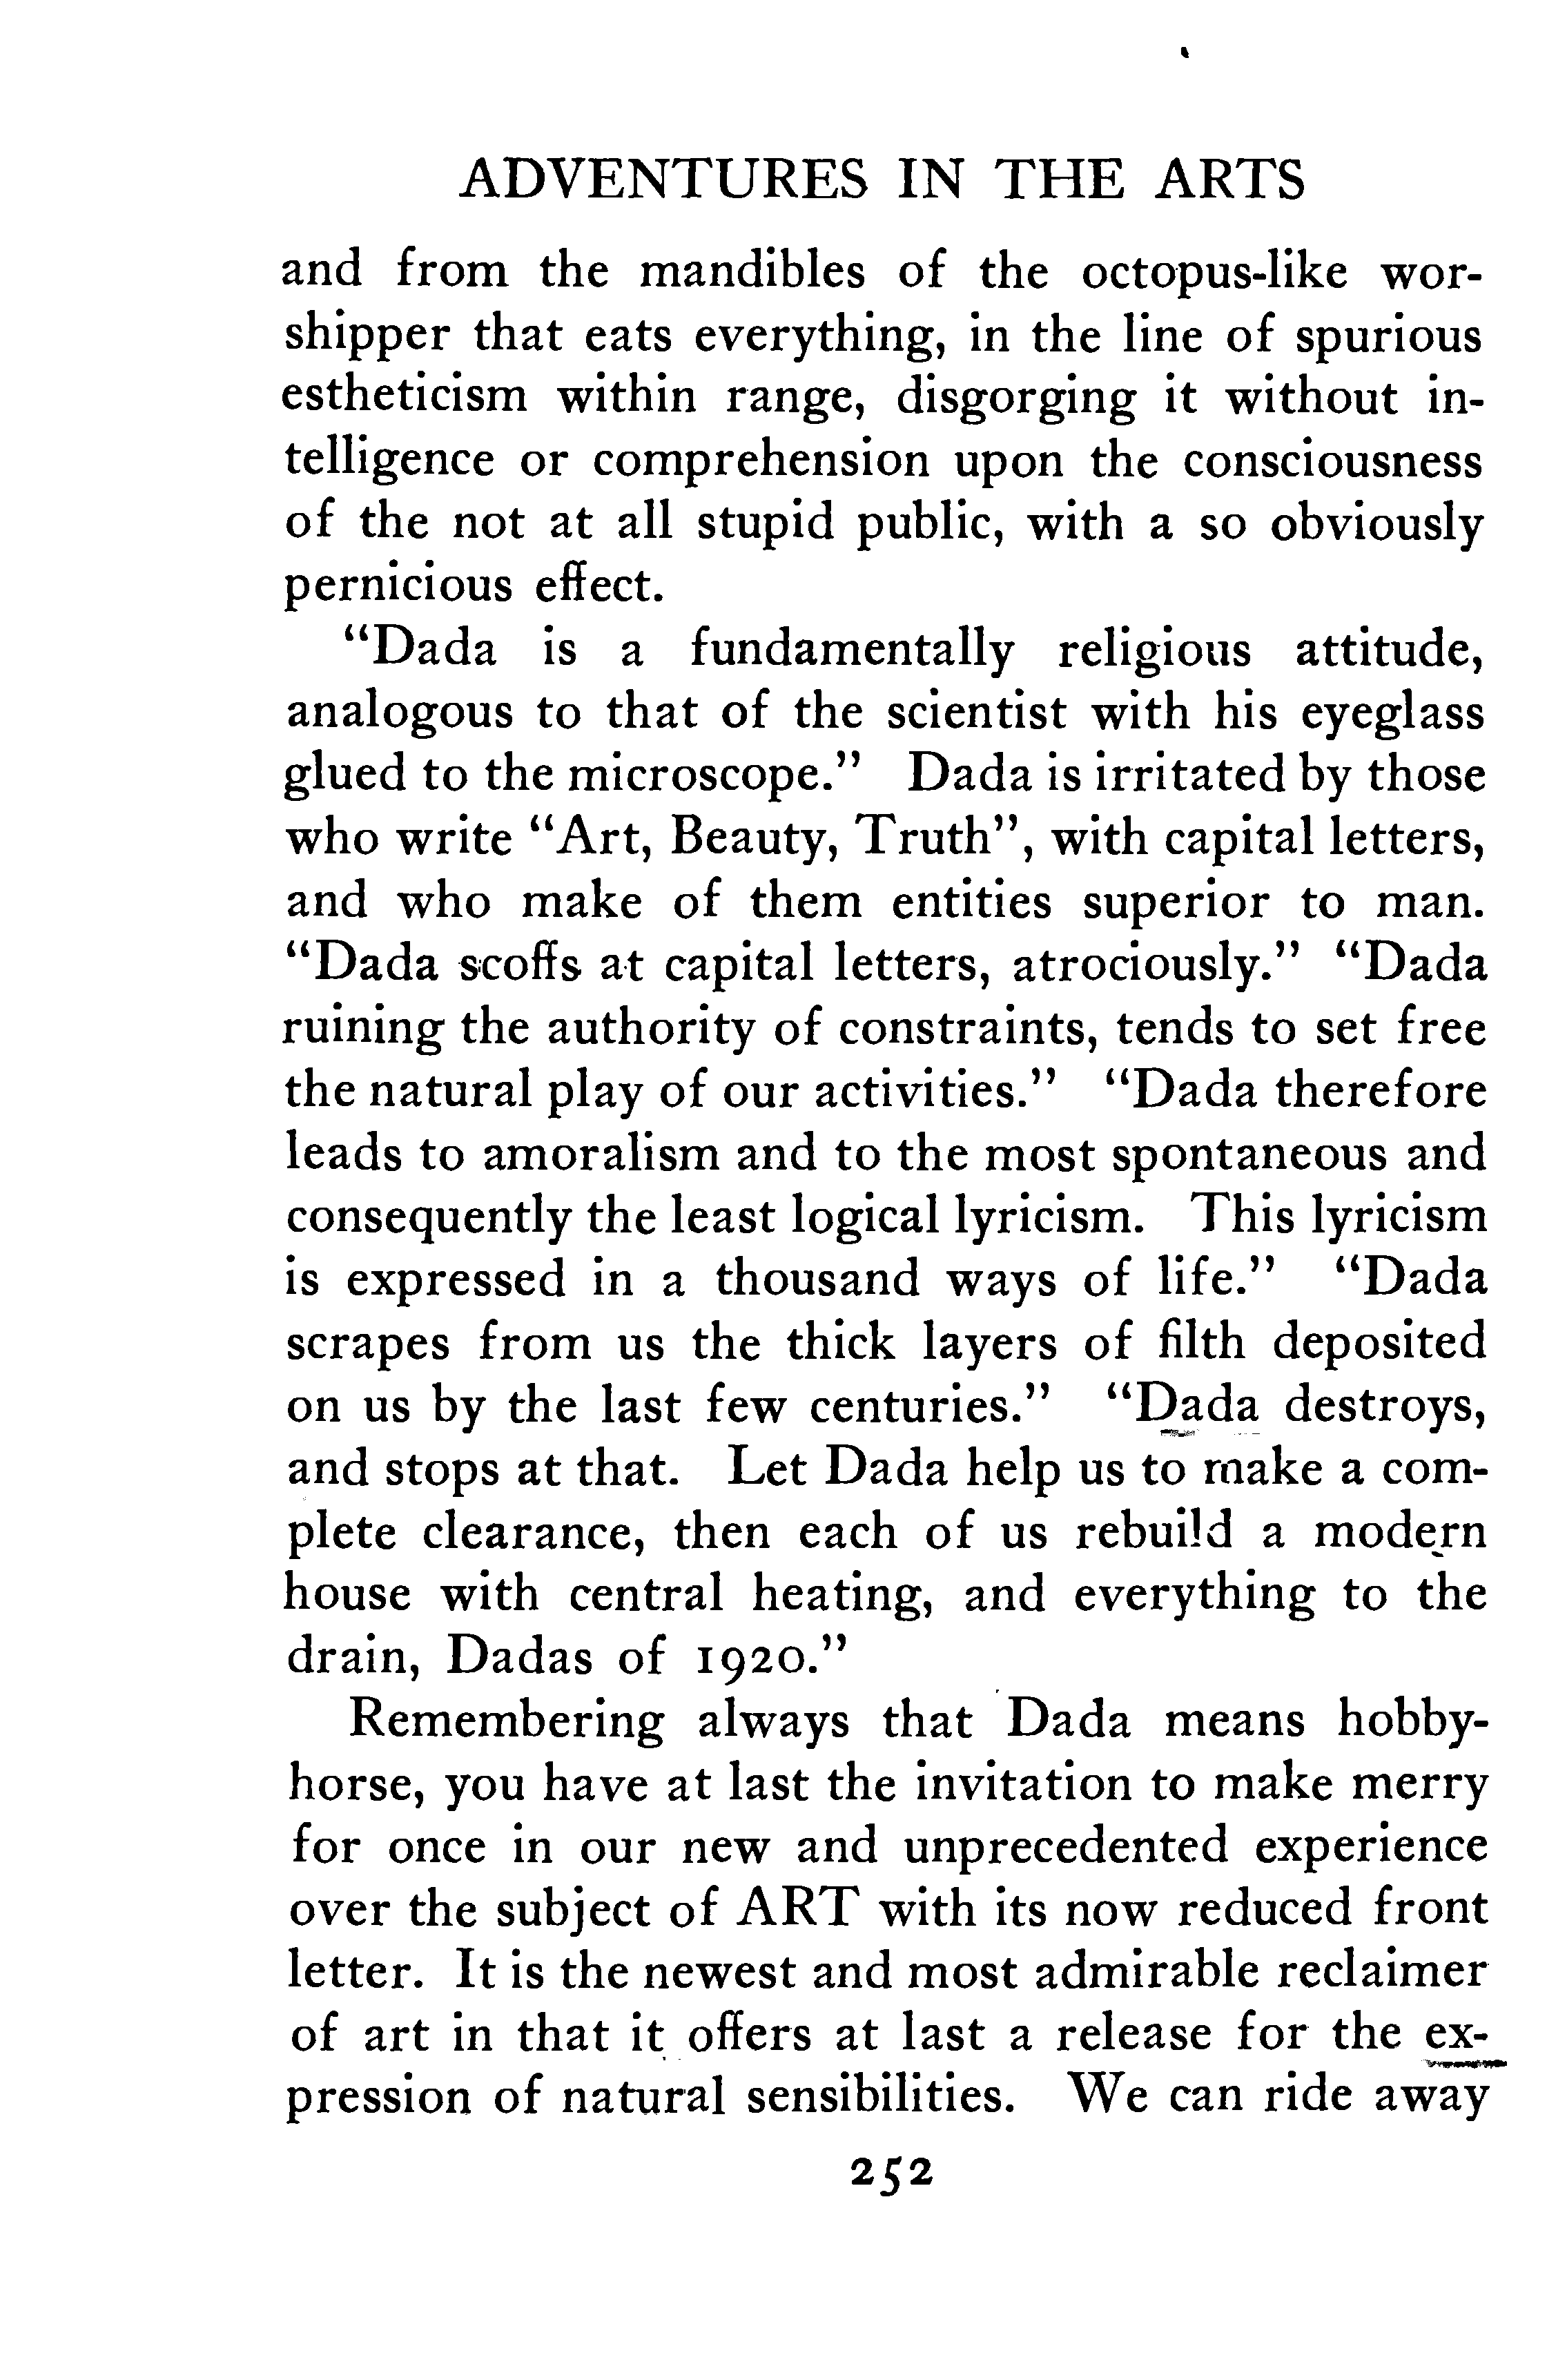 ADVENTURES IN THE ARTS
and from the mandibles of the octopus-like wor-
shipper that eats everything, in the line of spurious
estheticism within range, disgorging it without in-
telligence or comprehension upon the consciousness
of the not at all stupid public, with a so obviously
pernicious effect.
“Dada is a fundamentally religious attitude,
analogous to that of the scientist with his eyeglass
glued to the microscope.” Dada is irritated by those
who write “Art, Beauty, Truth”, with capital letters,
and who make of them entities superior to man.
“Dada scoffs at capital letters, atrociously.” “Dada
ruining the authority of constraints, tends to set free
the natural play of our activities.” “Dada therefore
leads to amoralism and to the most spontaneous and
consequently the least logical lyricism. This lyricism
is expressed in a thousand ways of life.” “Dada
scrapes from us the thick layers of filth deposited
on us by the last few centuries.” “Dada destroys,
and stops at that. Let Dada help us to make a com-
plete clearance, then each of us rebuild a modern
house with central heating, and everything to the
drain, Dadas of 1920.”
Remembering always that Dada means hobby-
horse, you have at last the invitation to make merry
for once in our new and unprecedented experience
over the subject of ART with its now reduced front
letter. It is the newest and most admirable reclaimer
of art in that it offers at last a release for the ex-
pression of natural sensibilities. We can ride away
252